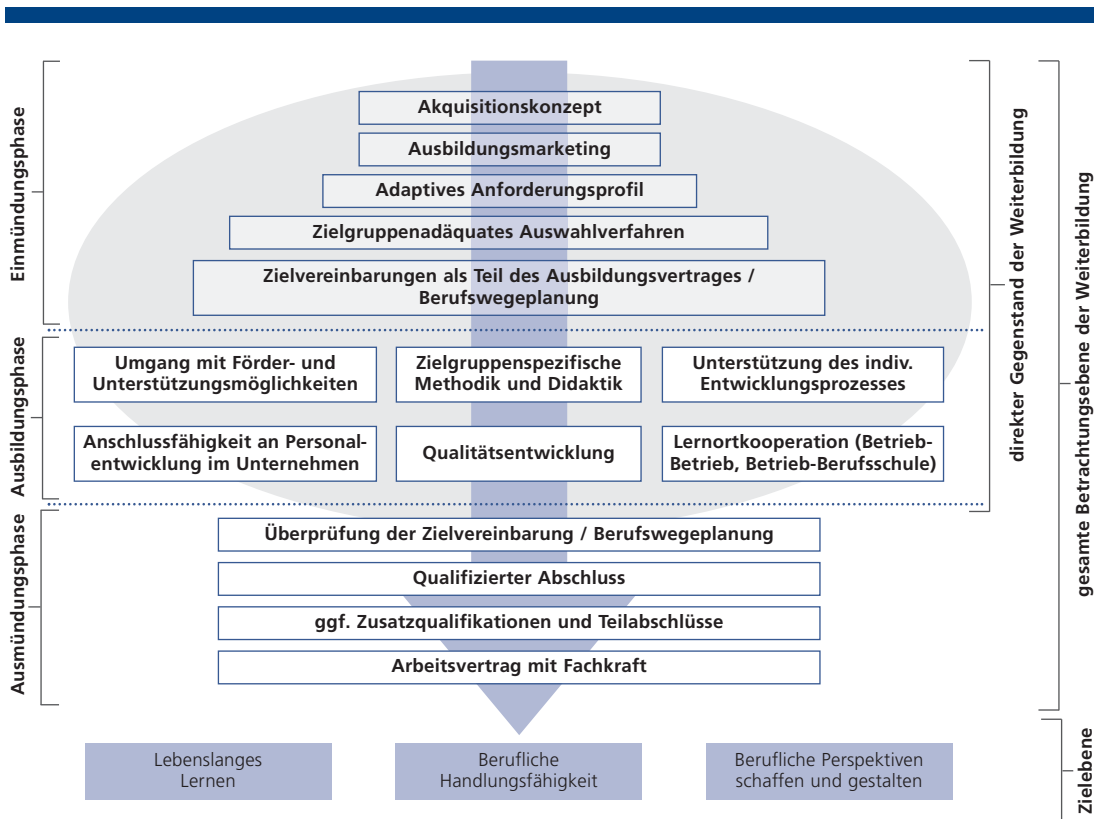 Einmündungsphase
Akquisitionskonzept
Ausbildungsmarketing
Adaptives Anforderungsprofil
Zielgruppenadäquates Auswahlverfahren
Zielvereinbarungen als Teil des Ausbildungsvertrages /
Berufswegeplanung
Ausbildungsphase
Umgang mit Förder- und
Unterstützungsmöglichkeiten
Zielgruppenspezifische
Methodik und Didaktik
Unterstützung des indiv.
Entwicklungsprozesses
Anschlussfähigkeit an Personal-
entwicklung im Unternehmen
Qualitätsentwicklung
Lernortkooperation (Betrieb-
Betrieb, Betrieb-Berufsschule)
Ausmündungsphase
Überprüfung der Zielvereinbarung / Berufswegeplanung
Qualifizierter Abschluss
ggf. Zusatzqualifikationen und Teilabschlüsse
Arbeitsvertrag mit Fachkraft
direkter Gegenstand der Weiterbildung
gesamte Betrachtungsebene der Weiterbildung
Lebenslanges
Lernen
Berufliche
Handlungsfähigkeit
Berufliche Perspektiven
schaffen und gestalten
Zielebene